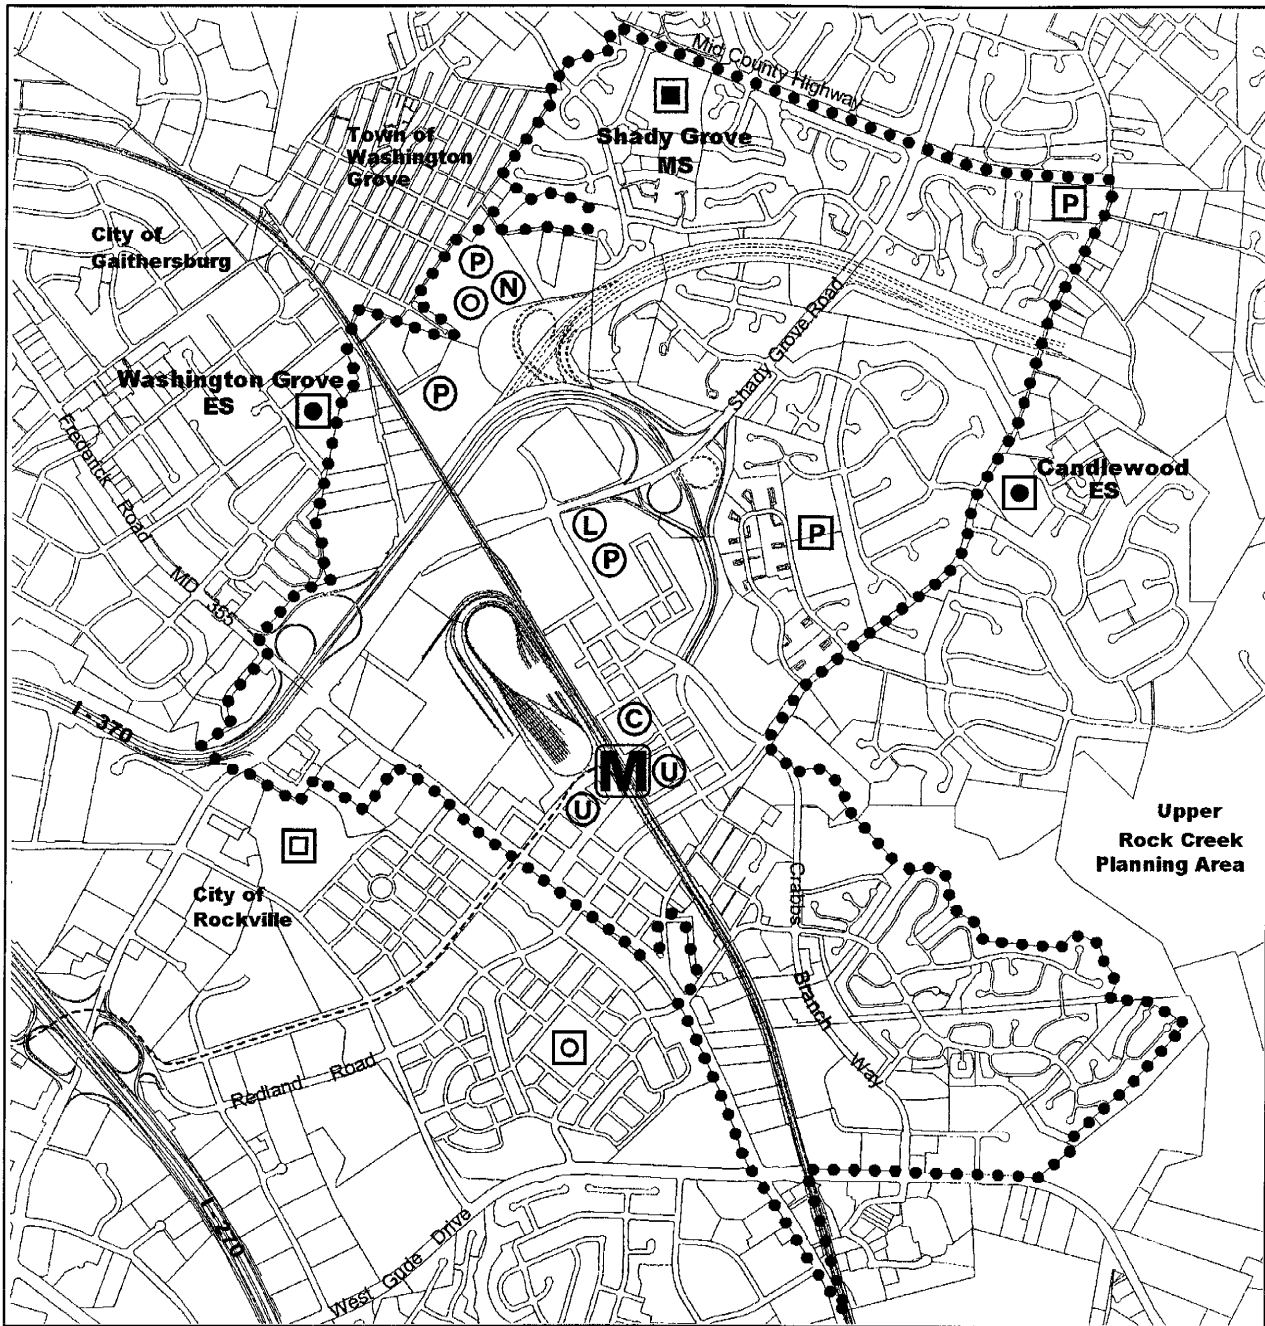 Mid County Highway
Shady Grove
MS
Town of
Washington
Grove
P
City of
Gaithersburg
P
N
O
Shady Grove Road
Washington Grove
ES
P
Frederick Road
MD 355
Candlewood
ES
L
P
P
I - 370
C
M
U
U
Upper
Rock Creek
Planning Area
City of
Rockville
Crabbs
Branch
Way
Redland Road
I - 270
West Gude Drive